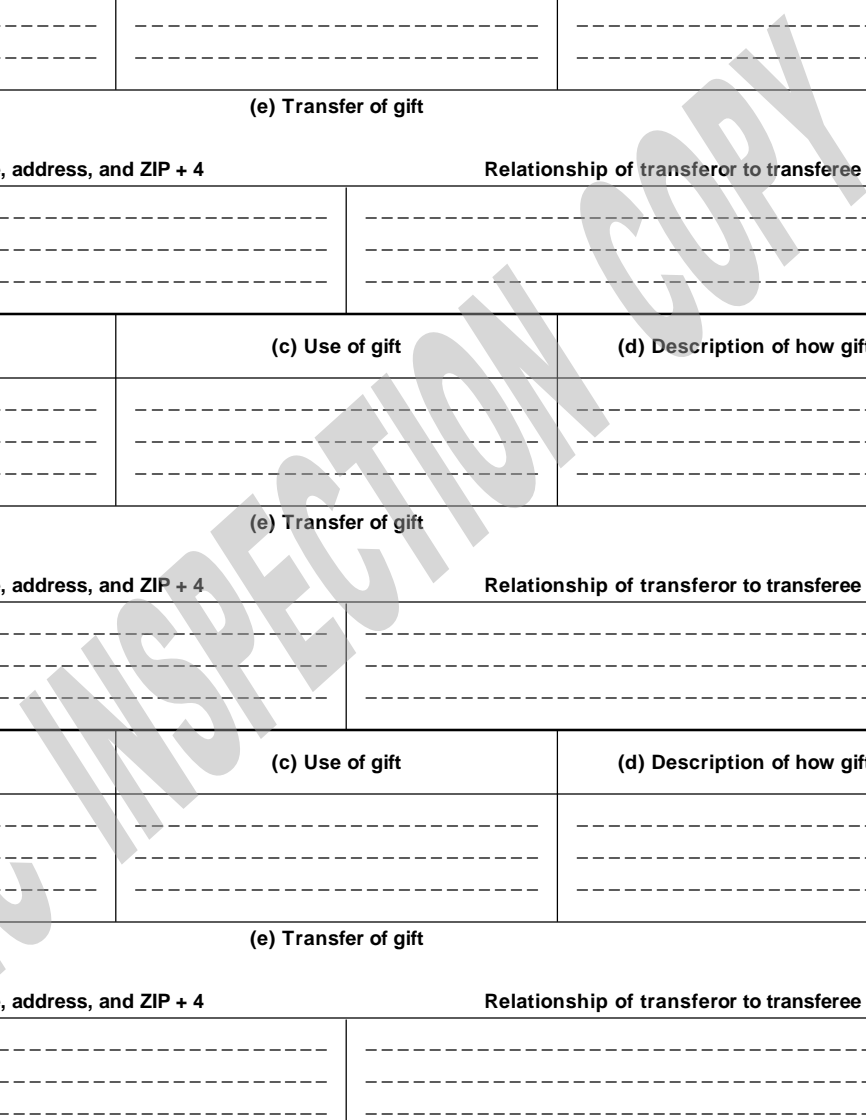 (e) Transfer of gift
, address, and ZIP + 4 Relationship of transferor to transferee
(c) Use of gift (d) Description of how gift
(e) Transfer of gift
, address, and ZIP + 4 Relationship of transferor to transferee
(c) Use of gift (d) Description of how gift
(e) Transfer of gift
, address, and ZIP + 4 Relationship of transferor to transferee
C INSPECTION COPY